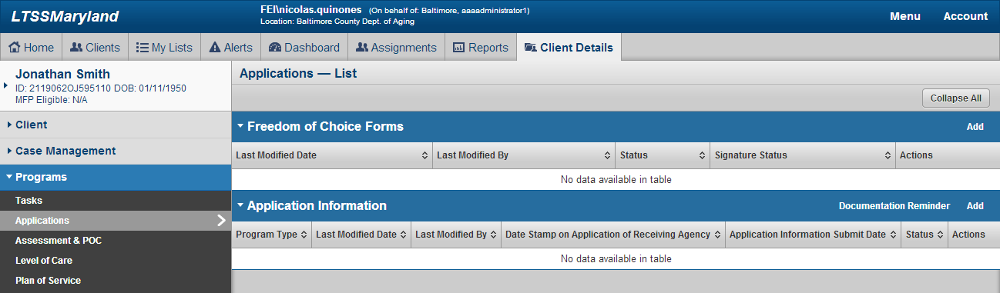 LTSSMaryland
FEI\nicolas.quinones (On behalf of: Baltimore, aaaadministrator1)
Location: Baltimore County Dept. of Aging
Menu Account
Home Clients My Lists Alerts Dashboard Assignments Reports Client Details
Jonathan Smith
ID: 2119062OJ595110 DOB: 01/11/1950
MFP Eligible: N/A
Client
Case Management
Programs
Tasks
Applications
Assessment & POC
Level of Care
Plan of Service
Applications — List
Collapse All
Freedom of Choice Forms Add
Last Modified Date Last Modified By Status Signature Status Actions
No data available in table
Application Information Documentation Reminder Add
Program Type Last Modified Date Last Modified By Date Stamp on Application of Receiving Agency Application Information Submit Date Status Actions
No data available in table